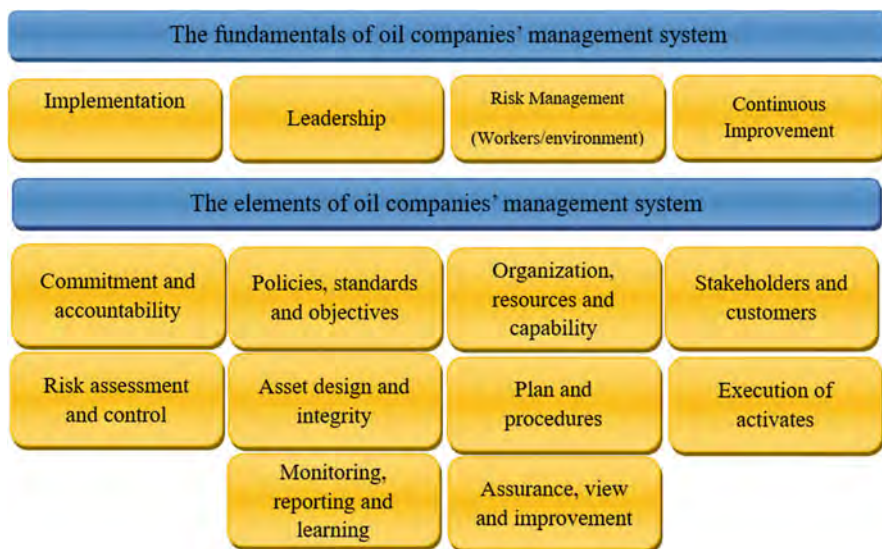 The fundamentals of oil companies’ management system
Implementation
Leadership
Risk Management
(Workers/environment)
Continuous
Improvement
The elements of oil companies’ management system
Commitment and
accountability
Policies, standards
and objectives
Organization,
resources and
capability
Stakeholders and
customers
Risk assessment
and control
Asset design and
integrity
Plan and
procedures
Execution of
activates
Monitoring,
reporting and
learning
Assurance, view
and improvement